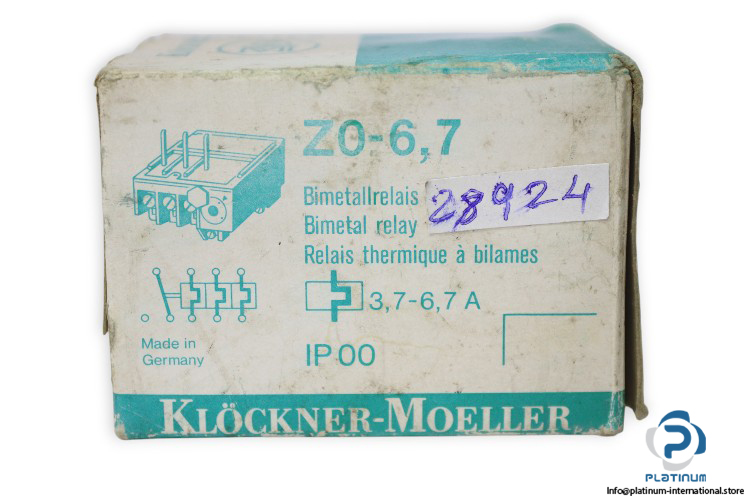 M
Z0-6,7
Bimetallrelais
28924
Bimetal relay
Relais thermique à bilames
3,7-6,7 A
Made in
Germany
IP 00
KLÖCKNER-MOELLER
PLATINUM
Info@platinum-international.store